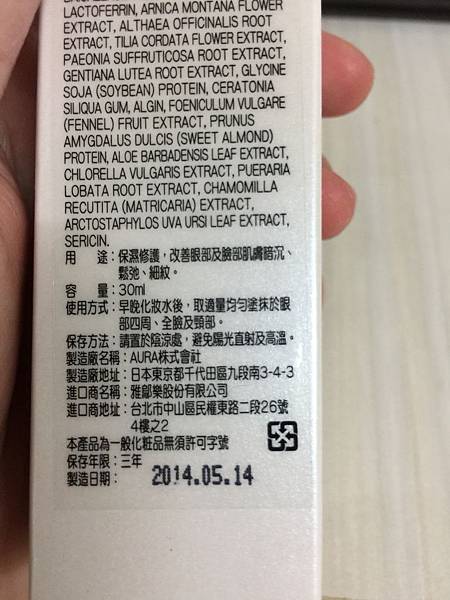 LACTOFERRIN, ARNICA MONTANA FLOWER
EXTRACT, ALTHAEA OFFICINALIS ROOT
EXTRACT, TILIA CORDATA FLOWER EXTRACT,
PAEONIA SUFFRUTICOSA ROOT EXTRACT,
GENTIANA LUTEA ROOT EXTRACT, GLYCINE
SOJA (SOYBEAN) PROTEIN, CERATONIA
SILIQUA GUM, ALGIN, FOENICULUM VULGARE
(FENNEL) FRUIT EXTRACT, PRUNUS
AMYGDALUS DULCIS (SWEET ALMOND)
PROTEIN, ALOE BARBADENSIS LEAF EXTRACT,
CHLORELLA VULGARIS EXTRACT, PUERARIA
LOBATA ROOT EXTRACT, CHAMOMILLA
RECUTITA (MATRICARIA) EXTRACT,
ARCTOSTAPHYLOS UVA URSI LEAF EXTRACT,
SERICIN.
用 途：保濕修護，改善眼部及臉部肌膚暗沉、
鬆弛、細紋。
容 量：30ml
使用方式：早晚化妝水後，取適量均勻塗抹於眼
部四周、全臉及頸部。
保存方法：請置於陰涼處，避免陽光直射及高溫。
製造廠名稱：AURA株式會社
製造廠地址：日本東京都千代田區九段南3-4-3
進口商名稱：雅鄔樂股份有限公司
進口商地址：台北市中山區民權東路二段26號
4樓之2
本產品為一般化粧品無須許可字號
保存年限：三年
製造日期： 2014.05.14